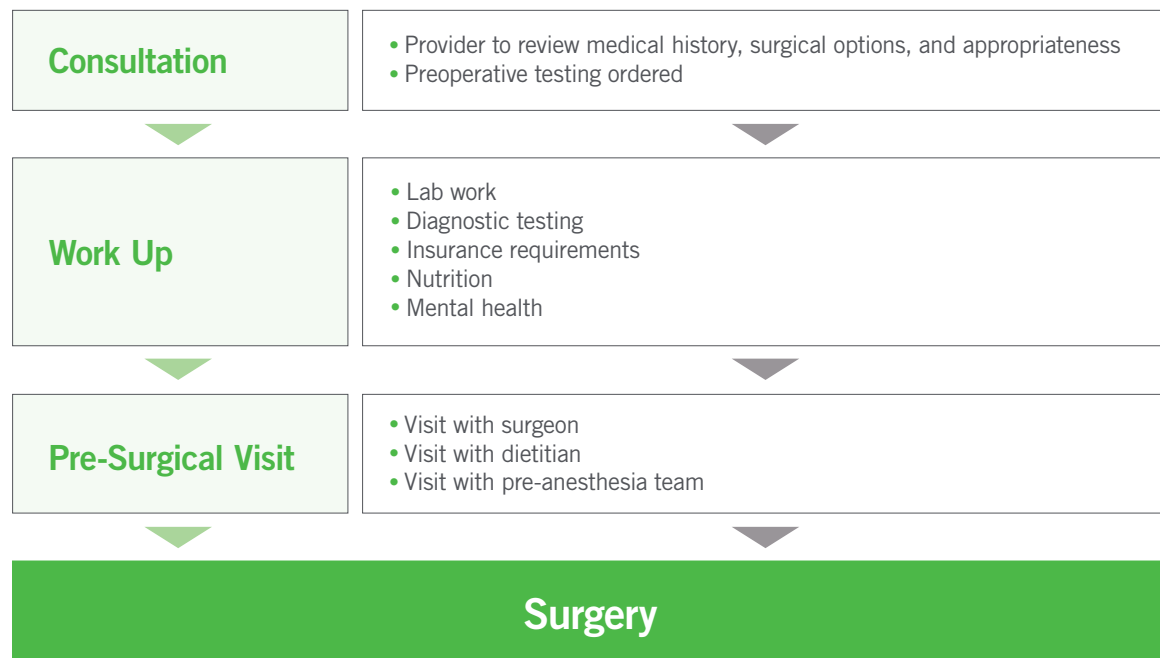 Consultation
• Provider to review medical history, surgical options, and appropriateness
• Preoperative testing ordered
Work Up
• Lab work
• Diagnostic testing
• Insurance requirements
• Nutrition
• Mental health
Pre-Surgical Visit
• Visit with surgeon
• Visit with dietitian
• Visit with pre-anesthesia team
Surgery